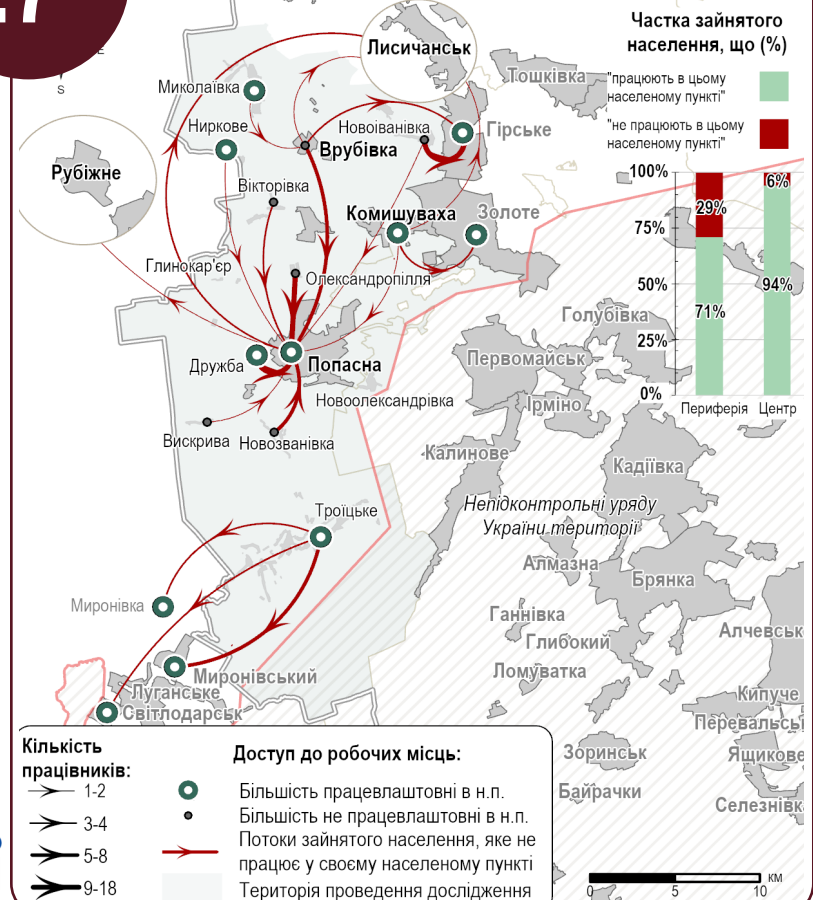 E
S
Частка зайнятого
населення, що (%)
"працюють в цьому
населеному пункті"
"не працюють в цьому
населеному пункті"
100%
75%
50%
25%
0%
29%
71%
6%
94%
Периферія
Центр
Лисичанськ
Тошківка
Миколаївка
Ниркове
Новоіванівка
Гірське
Врубівка
Рубіжне
Вікторівка
Комишуваха
Золоте
Глинокар'єр
Олександропілля
Голубівка
Первомайськ
Дружба
Попасна
Новоолександрівка
Ірміно
Вискрива
Новозванівка
Калинове
Кадіївка
Непідконтрольні уряду
України території
Троїцьке
Алмазна
Брянка
Миронівка
Ганнівка
Глибокий
Алчевськ
Ломуватка
Миронівський
Луганське
Світлодарськ
Кипуче
Перевальсь
Зоринськ
Ящикове
Байрачки
Селезнівк
Кількість
працівників:
1-2
3-4
5-8
9-18
Доступ до робочих місць:
Більшість працевлаштовні в н.п.
Більшість не працевлаштовні в н.п.
Потоки зайнятого населення, яке не
працює у своєму населеному пункті
Територія проведення дослідження
км
0 5 10